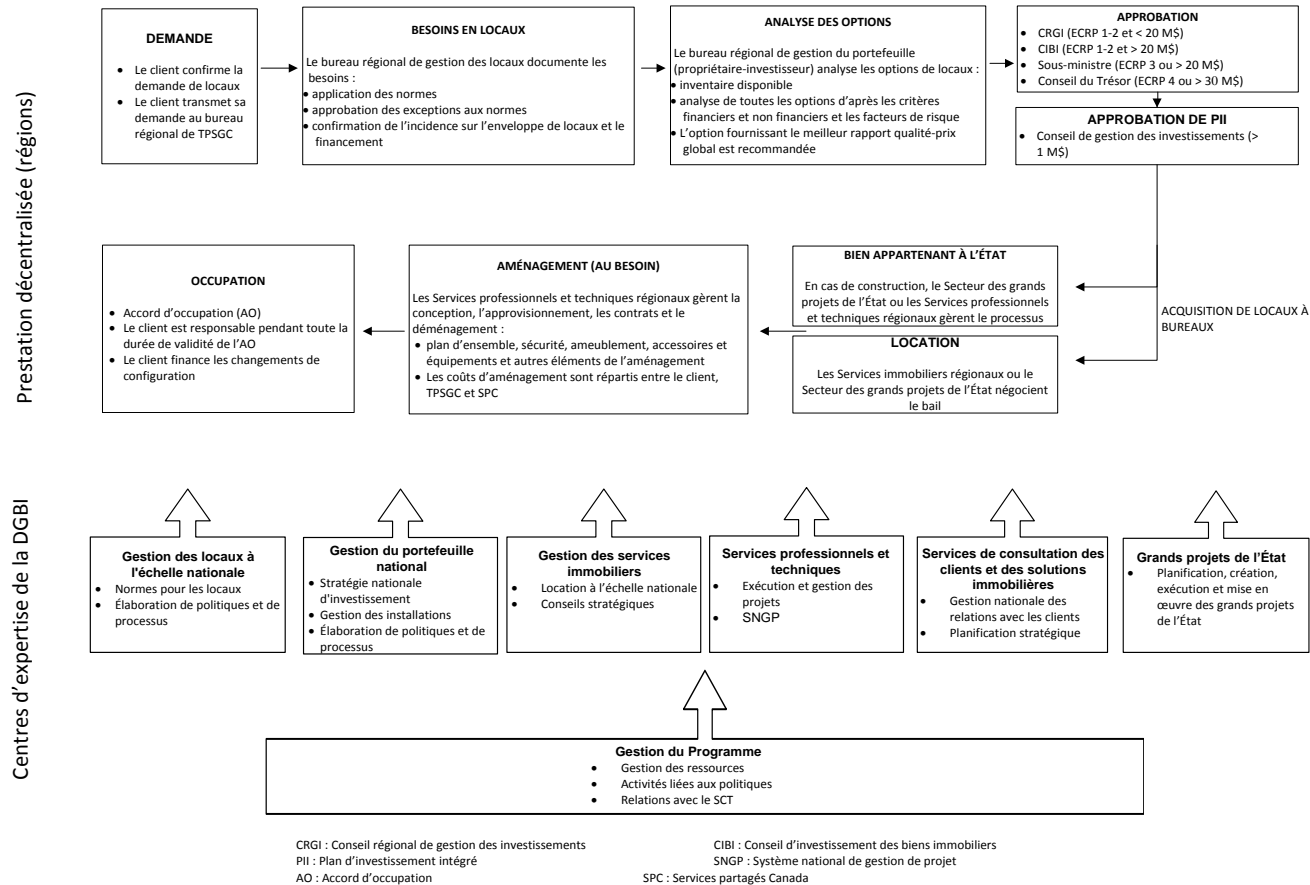 Prestation décentralisée (régions)
DEMANDE
• Le client confirme la
demande de locaux
• Le client transmet sa
demande au bureau
régional de TPSGC
BESOINS EN LOCAUX
Le bureau régional de gestion des locaux documente les
besoins :
• application des normes
• approbation des exceptions aux normes
• confirmation de l'incidence sur l'enveloppe de locaux et le
financement
ANALYSE DES OPTIONS
Le bureau régional de gestion du portefeuille
(propriétaire-investisseur) analyse les options de locaux :
• inventaire disponible
• analyse de toutes les options d'après les critères
financiers et non financiers et les facteurs de risque
• L'option fournissant le meilleur rapport qualité-prix
global est recommandée
APPROBATION
• CRGI (ECRP 1-2 et < 20 M$)
• CIBI (ECRP 1-2 et > 20 M$)
• Sous-ministre (ECRP 3 ou > 20 M$)
• Conseil du Trésor (ECRP 4 ou > 30 M$)
APPROBATION DE PII
• Conseil de gestion des investissements (>
1 M$)
ACQUISITION DE LOCAUX À
BUREAUX
BIEN APPARTENANT À L'ÉTAT
En cas de construction, le Secteur des grands
projets de l'État ou les Services professionnels
et techniques régionaux gèrent le processus
LOCATION
Les Services immobiliers régionaux ou le
Secteur des grands projets de l'État négocient
le bail
AMÉNAGEMENT (AU BESOIN)
Les Services professionnels et techniques régionaux gèrent la
conception, l'approvisionnement, les contrats et le
déménagement :
• plan d'ensemble, sécurité, ameublement, accessoires et
équipements et autres éléments de l'aménagement
• Les coûts d'aménagement sont répartis entre le client,
TPSGC et SPC
OCCUPATION
• Accord d'occupation (AO)
• Le client est responsable pendant toute la
durée de validité de l'AO
• Le client finance les changements de
configuration
Centres d'expertise de la DGBI
Gestion des locaux à
l'échelle nationale
• Normes pour les locaux
• Élaboration de politiques et de
processus
Gestion du portefeuille
national
• Stratégie nationale
d'investissement
• Gestion des installations
• Élaboration de politiques et de
processus
Gestion des services
immobiliers
• Location à l'échelle nationale
• Conseils stratégiques
Services professionnels et
techniques
• Exécution et gestion des
projets
• SNGP
Services de consultation des
clients et des solutions
immobilières
• Gestion nationale des
relations avec les clients
• Planification stratégique
Grands projets de l'État
• Planification, création,
exécution et mise en
œuvre des grands projets
de l'État
Gestion du Programme
• Gestion des ressources
• Activités liées aux politiques
• Relations avec le SCT
CRGI : Conseil régional de gestion des investissements
CIBI : Conseil d'investissement des biens immobiliers
PII : Plan d'investissement intégré
SNGP : Système national de gestion de projet
AO : Accord d'occupation
SPC : Services partagés Canada